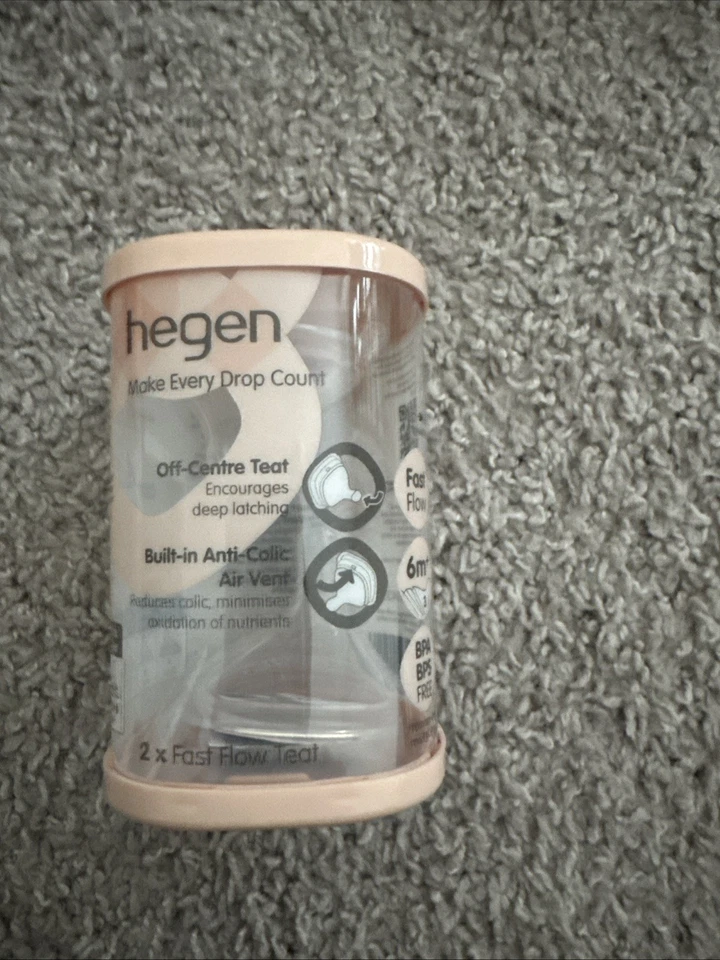 hegen
Make Every Drop Count
Off-Centre Teat
Encourages
deep latching
Built-in Anti-Colic
Air Vent
Reduces colic, minimises
oxidation of nutrients
2 x Fast Flow Teat
Fast
Flow
6m+
BPA
BPS
FREE